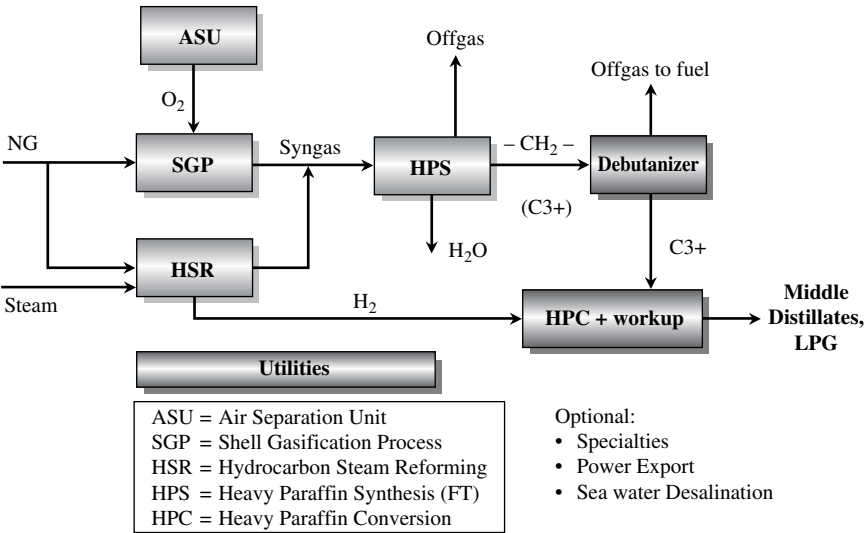 ASU
Offgas
Offgas to fuel
O₂
NG
SGP
Syngas
HPS
– CH₂ –
Debutanizer
(C3+)
H₂O
C3+
HSR
Steam
H₂
HPC + workup
Middle
Distillates,
LPG
Utilities
ASU = Air Separation Unit
SGP = Shell Gasification Process
HSR = Hydrocarbon Steam Reforming
HPS = Heavy Paraffin Synthesis (FT)
HPC = Heavy Paraffin Conversion
Optional:
• Specialties
• Power Export
• Sea water Desalination